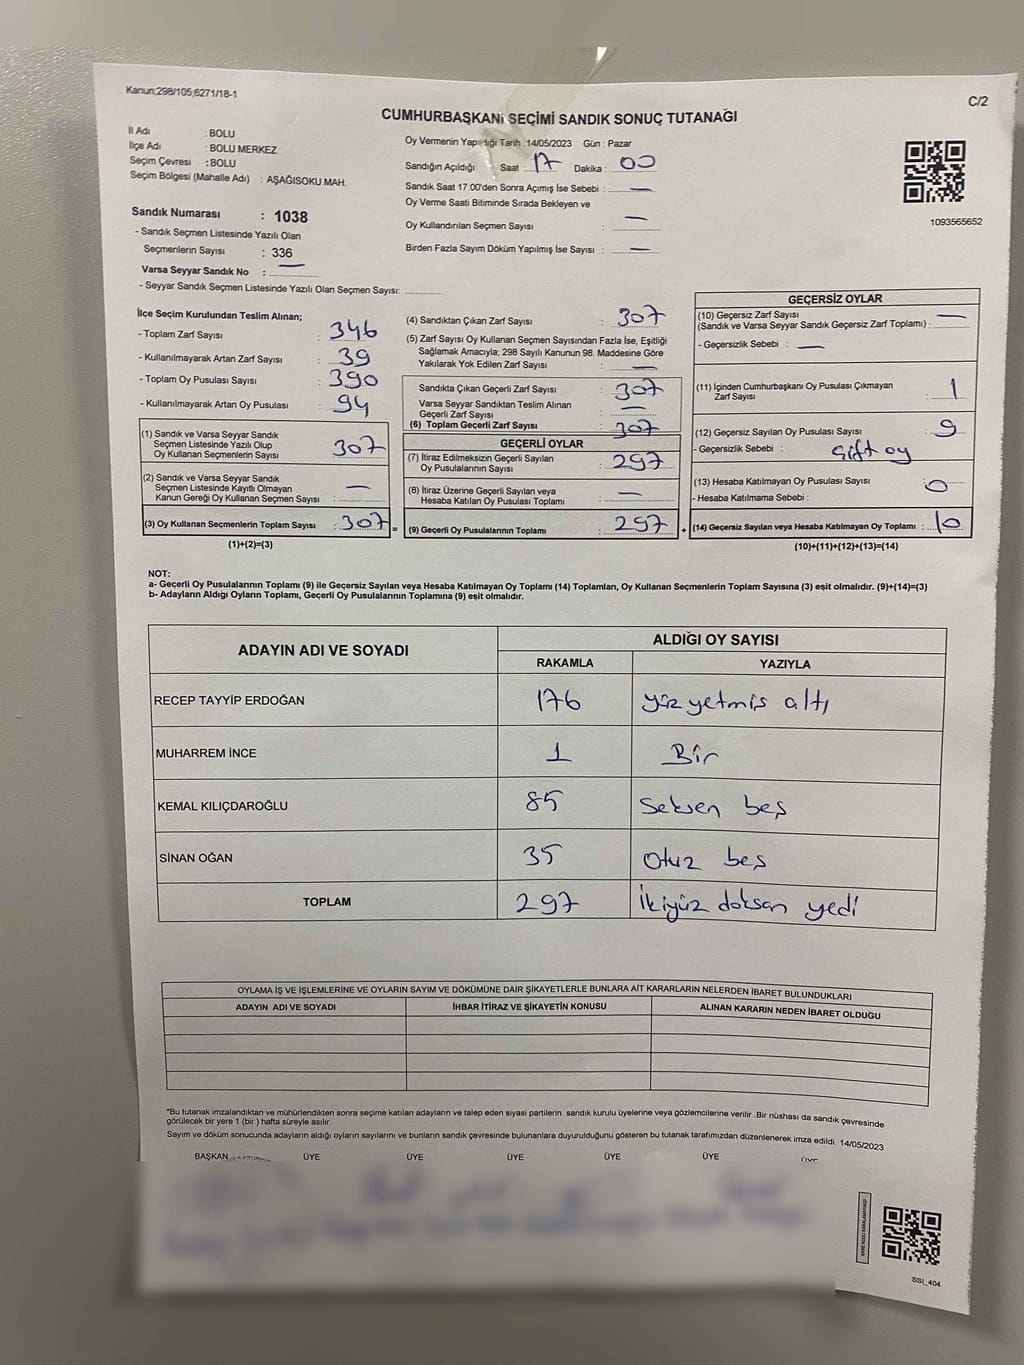 Kanun;298/105;6271/18-1
C/2
CUMHURBAŞKANI SEÇİMİ SANDIK SONUÇ TUTANAĞI
İl Adı : BOLU
İlçe Adı : BOLU MERKEZ
Seçim Çevresi : BOLU
Seçim Bölgesi (Mahalle Adı) : AŞAĞISOKU MAH.
Sandık Numarası : 1038
- Sandık Seçmen Listesinde Yazılı Olan
Seçmenlerin Sayısı : 336
Varsa Seyyar Sandık No : —
- Seyyar Sandık Seçmen Listesinde Yazılı Olan Seçmen Sayısı:
Oy Vermenin Yapıldığı Tarih :14/05/2023 Gün : Pazar
Sandığın Açıldığı Saat : 17 Dakika : 00
Sandık Saat 17:00'den Sonra Açımış İse Sebebi : —
Oy Verme Saati Bitiminde Sırada Bekleyen ve
Oy Kullandırılan Seçmen Sayısı : —
Birden Fazla Sayım Döküm Yapılmış İse Sayısı : —
1093565652
İlçe Seçim Kurulundan Teslim Alınan;
- Toplam Zarf Sayısı : 346
- Kullanılmayarak Artan Zarf Sayısı : 39
- Toplam Oy Pusulası Sayısı : 390
- Kullanılmayarak Artan Oy Pusulası : 94
(1) Sandık ve Varsa Seyyar Sandık
Seçmen Listesinde Yazılı Olup
Oy Kullanan Seçmenlerin Sayısı : 307
(2) Sandık ve Varsa Seyyar Sandık
Seçmen Listesinde Kayıtlı Olmayan
Kanun Gereği Oy Kullanan Seçmen Sayısı : —
(3) Oy Kullanan Seçmenlerin Toplam Sayısı : 307 =
(1)+(2)=(3)
(4) Sandıktan Çıkan Zarf Sayısı : 307
(5) Zarf Sayısı Oy Kullanan Seçmen Sayısından Fazla İse, Eşitliği
Sağlamak Amacıyla; 298 Sayılı Kanunun 98. Maddesine Göre
Yakılarak Yok Edilen Zarf Sayısı : —
Sandıkta Çıkan Geçerli Zarf Sayısı : 307
Varsa Seyyar Sandıktan Teslim Alınan
Geçerli Zarf Sayısı : —
(6) Toplam Geçerli Zarf Sayısı : 307
GEÇERLİ OYLAR
(7) İtiraz Edilmeksizin Geçerli Sayılan
Oy Pusulalarının Sayısı : 297
(8) İtiraz Üzerine Geçerli Sayılan veya
Hesaba Katılan Oy Pusulası Toplamı : —
(9) Geçerli Oy Pusulalarının Toplamı : 297 +
GEÇERSİZ OYLAR
(10) Geçersiz Zarf Sayısı
(Sandık ve Varsa Seyyar Sandık Geçersiz Zarf Toplamı) : —
- Geçersizlik Sebebi : —
(11) İçinden Cumhurbaşkanı Oy Pusulası Çıkmayan
Zarf Sayısı : 1
(12) Geçersiz Sayılan Oy Pusulası Sayısı : 9
- Geçersizlik Sebebi : Çift oy
(13) Hesaba Katılmayan Oy Pusulası Sayısı : 0
- Hesaba Katılmama Sebebi :
(14) Geçersiz Sayılan veya Hesaba Katılmayan Oy Toplamı : 10
(10)+(11)+(12)+(13)=(14)
NOT:
a- Geçerli Oy Pusulalarının Toplamı (9) ile Geçersiz Sayılan veya Hesaba Katılmayan Oy Toplamı (14) Toplamları, Oy Kullanan Seçmenlerin Toplam Sayısına (3) eşit olmalıdır. (9)+(14)=(3)
b- Adayların Aldığı Oyların Toplamı, Geçerli Oy Pusulalarının Toplamına (9) eşit olmalıdır.
ADAYIN ADI VE SOYADI
ALDIĞI OY SAYISI
RAKAMLA YAZIYLA
RECEP TAYYİP ERDOĞAN 176 yüz yetmis altı
MUHARREM İNCE 1 Bir
KEMAL KILIÇDAROĞLU 85 Seksen beş
SİNAN OĞAN 35 Otuz beş
TOPLAM 297 İkiyüz doksan yedi
OYLAMA İŞ VE İŞLEMLERİNE VE OYLARIN SAYIM VE DÖKÜMÜNE DAİR ŞİKAYETLERLE BUNLARA AİT KARARLARIN NELERDEN İBARET BULUNDUKLARI
ADAYIN ADI VE SOYADI İHBAR İTİRAZ VE ŞİKAYETİN KONUSU ALINAN KARARIN NEDEN İBARET OLDUĞU
*Bu tutanak imzalandıktan ve mühürlendikten sonra seçime katılan adayların ve talep eden siyasi partilerin sandık kurulu üyelerine veya gözlemcilerine verilir .Bir nüshası da sandık çevresinde
görülecek bir yere 1 (bir ) hafta süreyle asılır.
Sayım ve döküm sonucunda adayların aldığı oyların sayılarını ve bunların sandık çevresinde bulunanlara duyurulduğunu gösteren bu tutanak tarafımızdan düzenlenerek imza edildi. 14/05/2023
BAŞKAN ÜYE ÜYE ÜYE ÜYE ÜYE
SSI_404